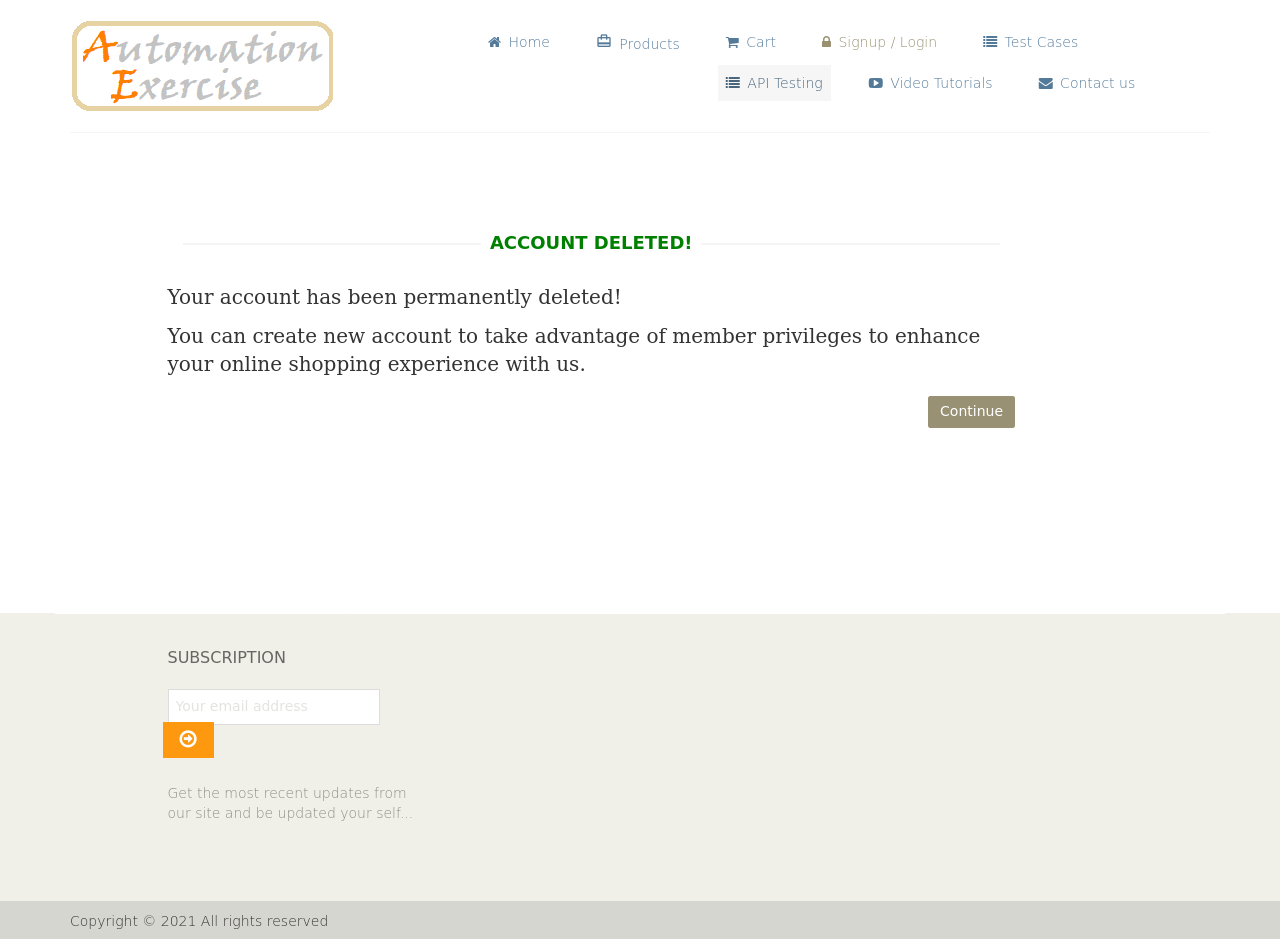 Automation
Exercise
Home
Products
Cart
Signup / Login
Test Cases
API Testing
Video Tutorials
Contact us
ACCOUNT DELETED!
Your account has been permanently deleted!
You can create new account to take advantage of member privileges to enhance
your online shopping experience with us.
Continue
SUBSCRIPTION
Your email address
Get the most recent updates from
our site and be updated your self...
Copyright © 2021 All rights reserved